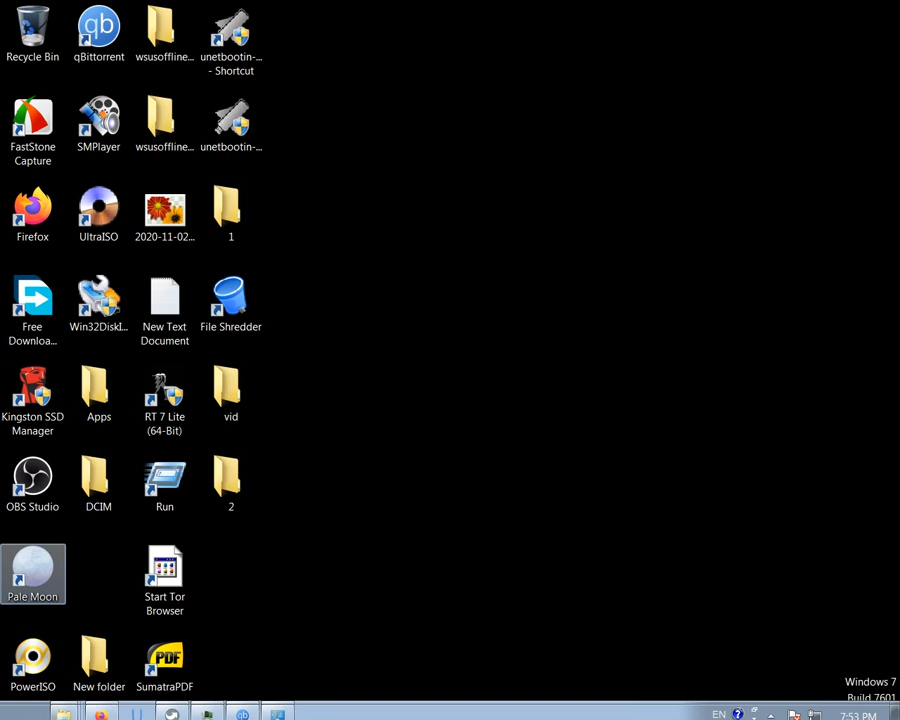 Recycle Bin
qBittorrent
wsusoffline...
unetbootin-...
- Shortcut
FastStone
Capture
SMPlayer
wsusoffline...
unetbootin-...
Firefox
UltraISO
2020-11-02...
1
Free
Downloa...
Win32DiskI...
New Text
Document
File Shredder
Kingston SSD
Manager
Apps
RT 7 Lite
(64-Bit)
vid
OBS Studio
DCIM
Run
2
Pale Moon
Start Tor
Browser
PowerISO
New folder
PDF
SumatraPDF
Windows 7
Build 7601
EN
7:53 PM